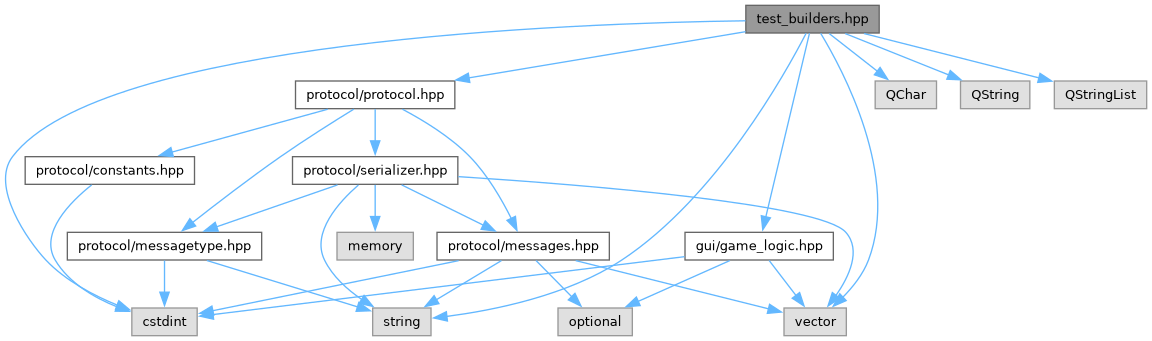 test_builders.hpp
protocol/protocol.hpp
QChar
QString
QStringList
protocol/constants.hpp
protocol/serializer.hpp
protocol/messagetype.hpp
memory
protocol/messages.hpp
gui/game_logic.hpp
cstdint
string
optional
vector